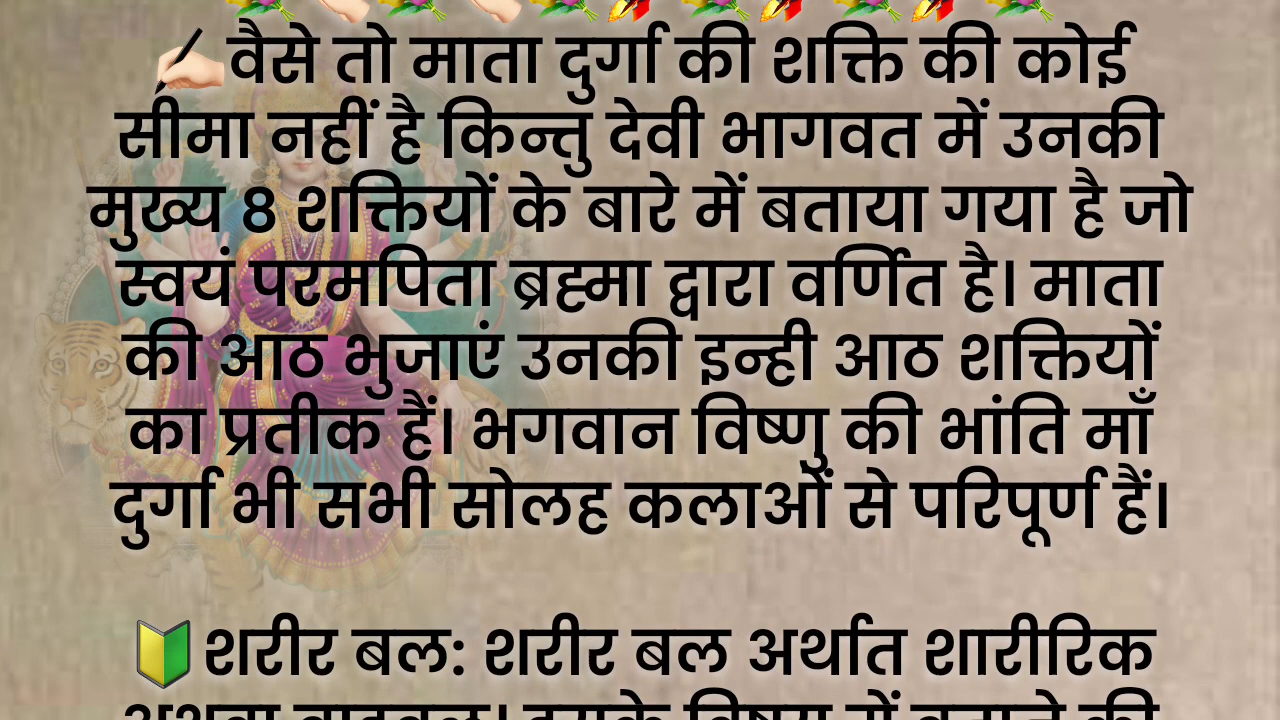 वैसे तो माता दुर्गा की शक्ति की कोई
सीमा नहीं है किन्तु देवी भागवत में उनकी
मुख्य 8 शक्तियों के बारे में बताया गया है जो
स्वयं परमपिता ब्रह्मा द्वारा वर्णित है। माता
की आठ भुजाएं उनकी इन्ही आठ शक्तियों
का प्रतीक हैं। भगवान विष्णु की भांति माँ
दुर्गा भी सभी सोलह कलाओं से परिपूर्ण हैं।
शरीर बल: शरीर बल अर्थात शारीरिक